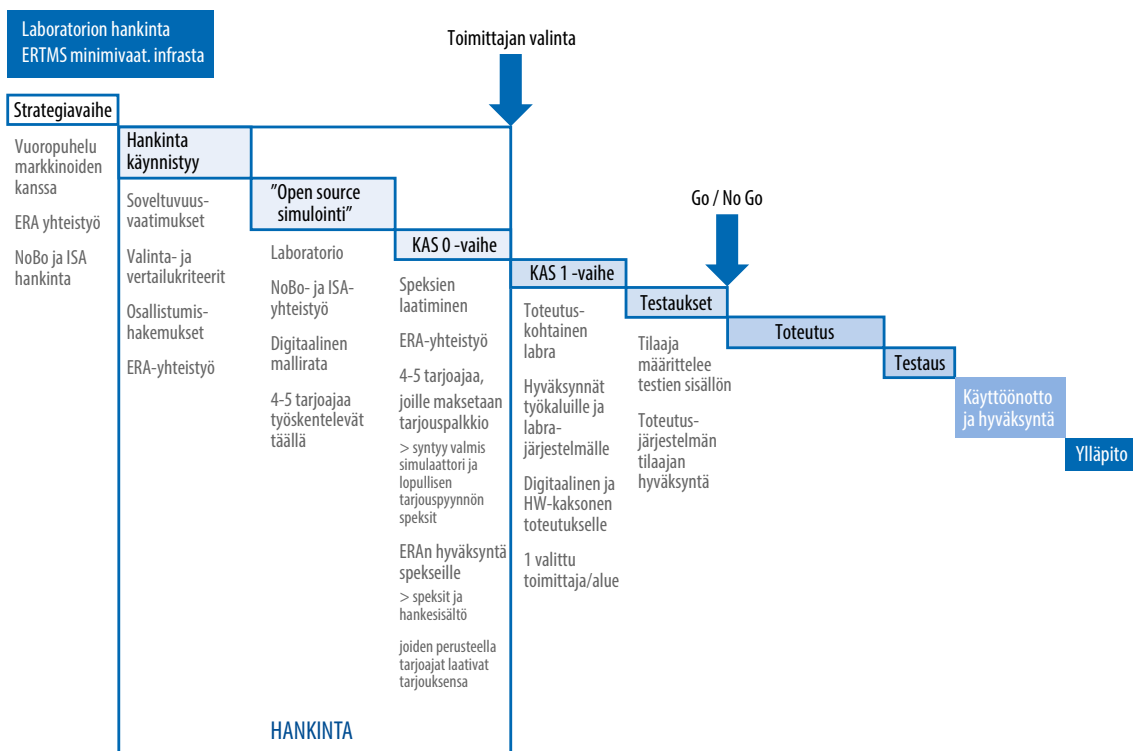 Laboratorion hankinta
ERTMS minimivaat. infrasta
Toimittajan valinta
Strategiavaihe
Vuoropuhelu
markkinoiden
kanssa
ERA yhteistyö
NoBo ja ISA
hankinta
Hankinta
käynnistyy
Soveltuvuus-
vaatimukset
Valinta- ja
vertailukriteerit
Osallistumis-
hakemukset
ERA-yhteistyö
”Open source
simulointi”
Laboratorio
NoBo- ja ISA-
yhteistyö
Digitaalinen
mallirata
4-5 tarjoajaa
työskentelevät
täällä
KAS 0 -vaihe
Speksien
laatiminen
ERA-yhteistyö
4-5 tarjoajaa,
joille maksetaan
tarjouspalkkio
> syntyy valmis
simulaattori ja
lopullisen
tarjouspyynnön
speksit
ERAn hyväksyntä
spekseille
> speksit ja
hankesisältö
joiden perusteella
tarjoajat laativat
tarjouksensa
HANKINTA
KAS 1 -vaihe
Toteutus-
kohtainen
labra
Hyväksynnät
työkaluille ja
labra-
järjestelmälle
Digitaalinen ja
HW-kaksonen
toteutukselle
1 valittu
toimittaja/alue
Testaukset
Tilaaja
määrittelee
testien sisällön
Toteutus-
järjestelmän
tilaajan
hyväksyntä
Go / No Go
Toteutus
Testaus
Käyttöönotto
ja hyväksyntä
Ylläpito